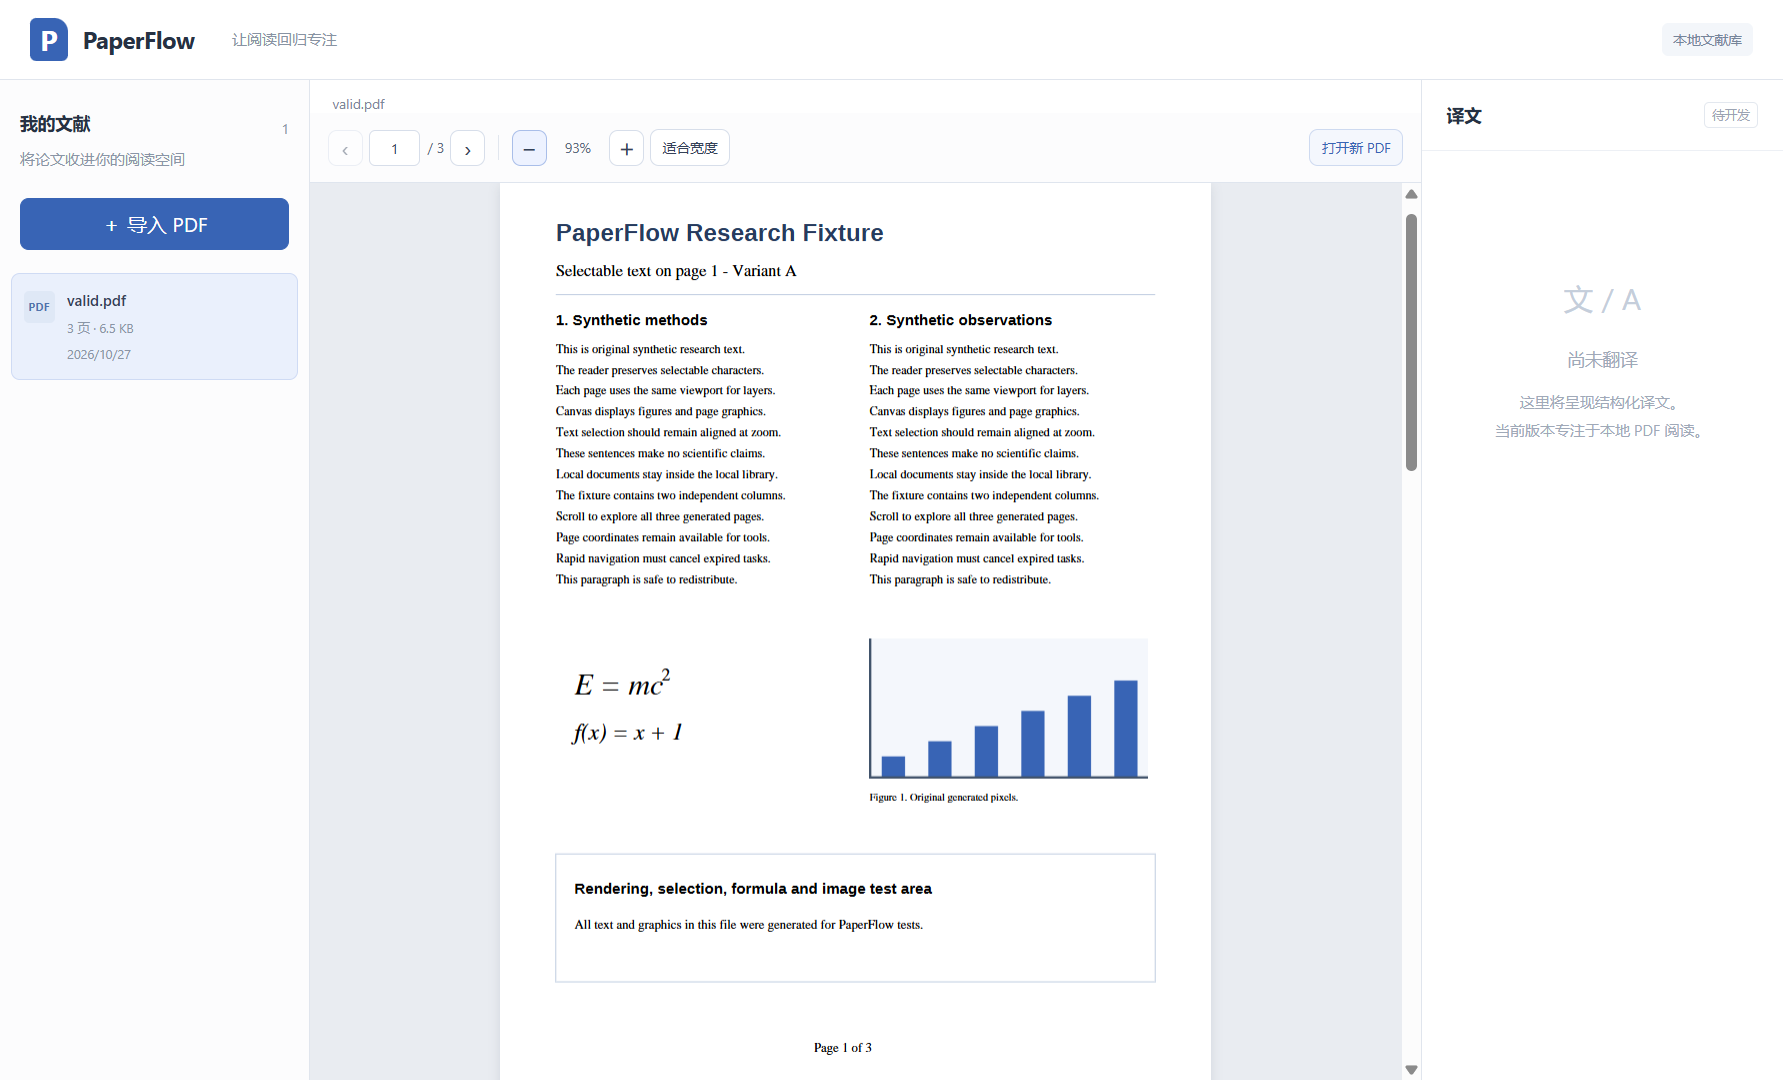 P PaperFlow 让阅读回归专注
本地文献库
我的文献
1
将论文收进你的阅读空间
+ 导入 PDF
PDF
valid.pdf
3 页 · 6.5 KB
2026/10/27
valid.pdf
‹ 1 / 3 › − 93% + 适合宽度
打开新 PDF
PaperFlow Research Fixture
Selectable text on page 1 - Variant A
1. Synthetic methods
This is original synthetic research text.
The reader preserves selectable characters.
Each page uses the same viewport for layers.
Canvas displays figures and page graphics.
Text selection should remain aligned at zoom.
These sentences make no scientific claims.
Local documents stay inside the local library.
The fixture contains two independent columns.
Scroll to explore all three generated pages.
Page coordinates remain available for tools.
Rapid navigation must cancel expired tasks.
This paragraph is safe to redistribute.
E = mc²
f(x) = x + 1
2. Synthetic observations
This is original synthetic research text.
The reader preserves selectable characters.
Each page uses the same viewport for layers.
Canvas displays figures and page graphics.
Text selection should remain aligned at zoom.
These sentences make no scientific claims.
Local documents stay inside the local library.
The fixture contains two independent columns.
Scroll to explore all three generated pages.
Page coordinates remain available for tools.
Rapid navigation must cancel expired tasks.
This paragraph is safe to redistribute.
Figure 1. Original generated pixels.
Rendering, selection, formula and image test area
All text and graphics in this file were generated for PaperFlow tests.
Page 1 of 3
译文
待开发
文 / A
尚未翻译
这里将呈现结构化译文。
当前版本专注于本地 PDF 阅读。